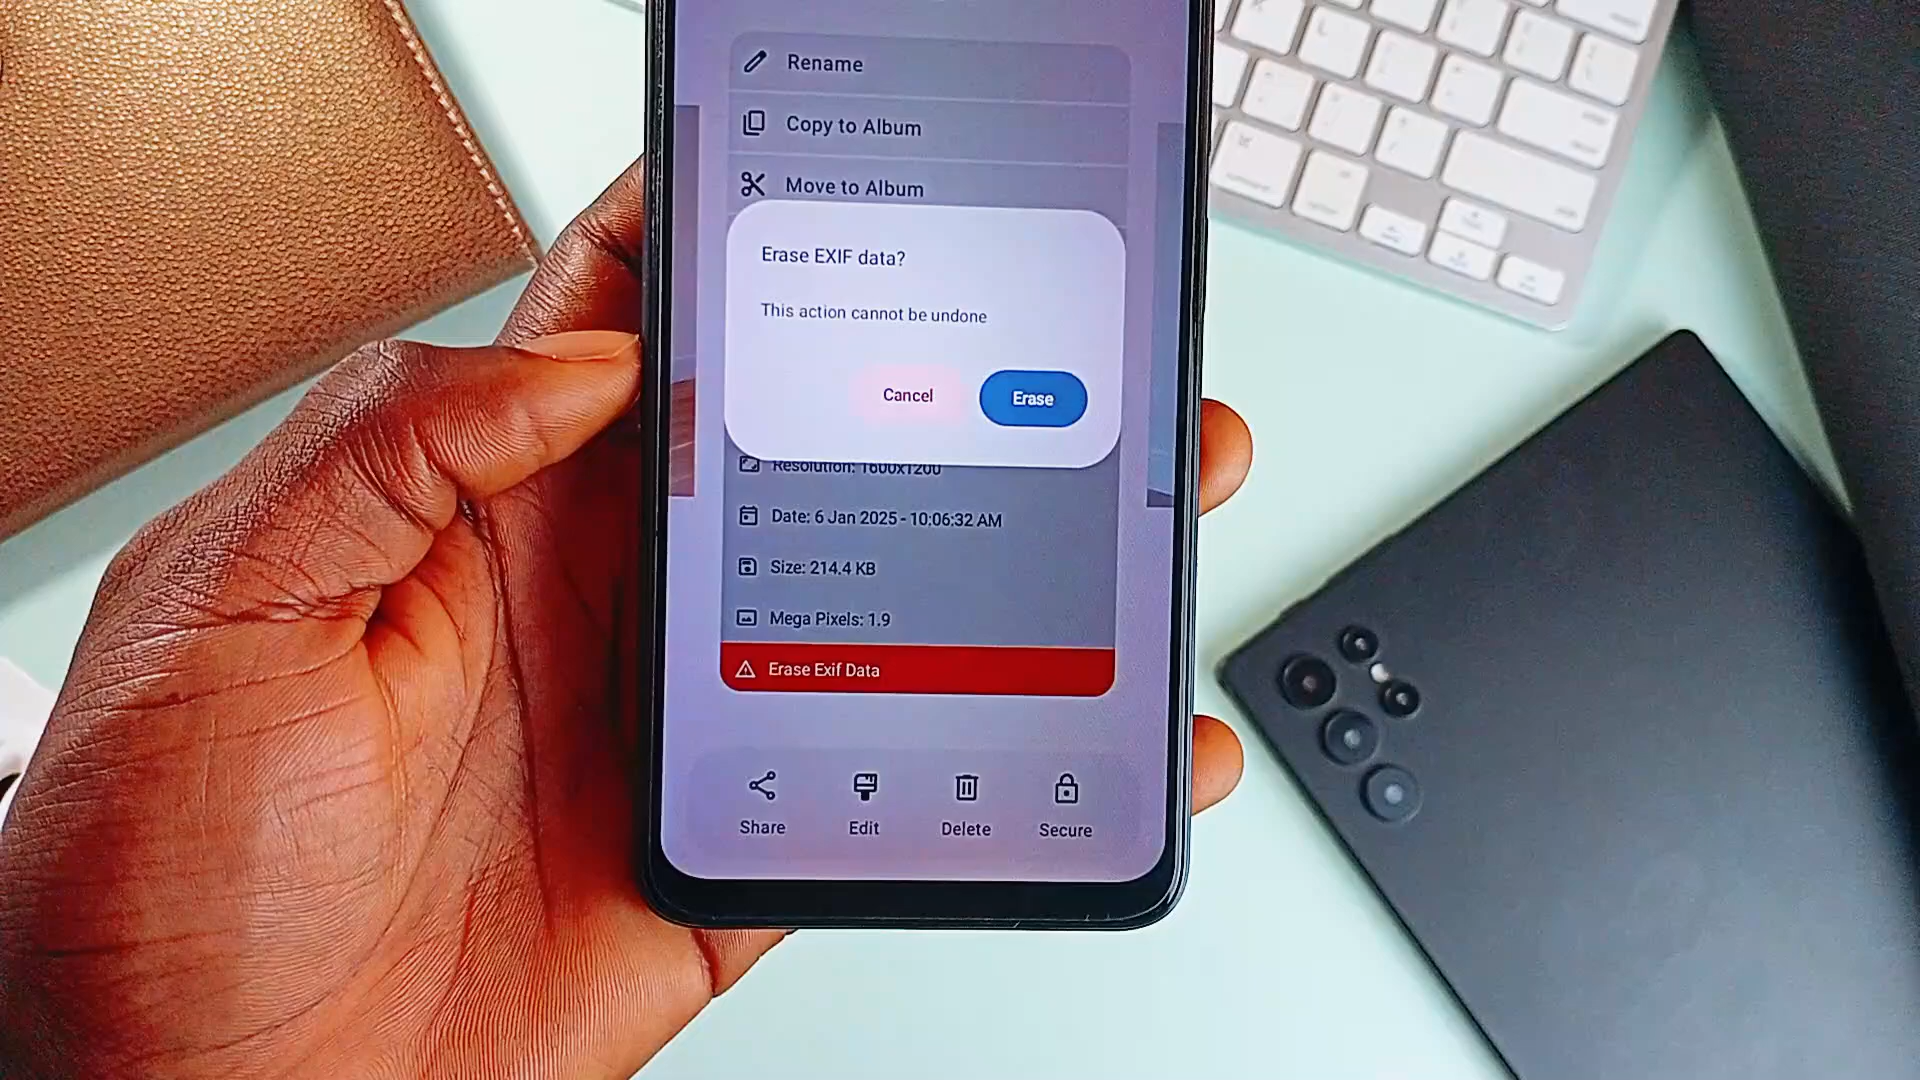 Rename
Copy to Album
Move to Album
Erase EXIF data?
This action cannot be undone
Cancel
Erase
Resolution: 1600x1200
Date: 6 Jan 2025 - 10:06:32 AM
Size: 214.4 KB
Mega Pixels: 1.9
Erase Exif Data
Share
Edit
Delete
Secure